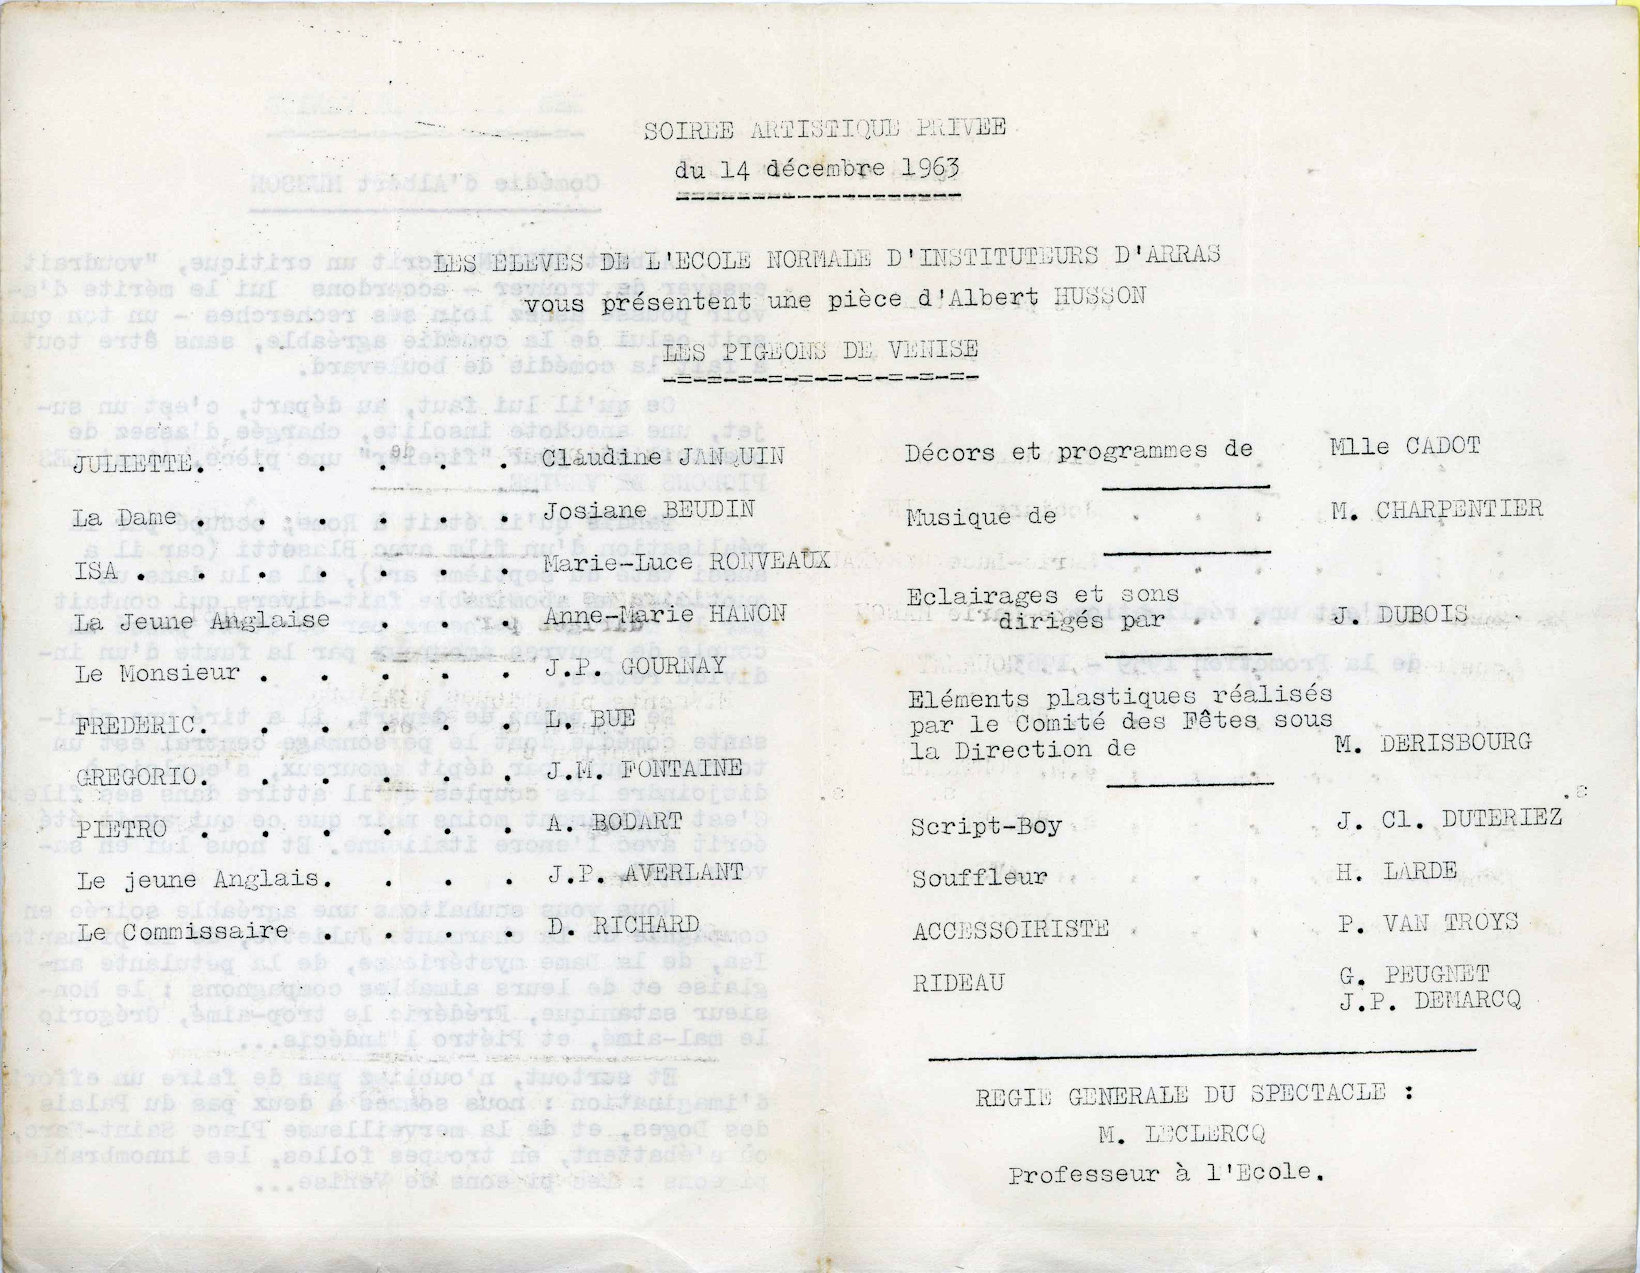 SOIREE ARTISTIQUE PRIVEE
du 14 décembre 1963
LES ELEVES DE L'ECOLE NORMALE D'INSTITUTEURS D'ARRAS
vous présentent une pièce d'Albert HUSSON
LES PIGEONS DE VENISE
JULIETTE. . . . . . Claudine JANQUIN
La Dame . . . . . . Josiane BEUDIN
ISA . . . . . . . Marie-Luce RONVEAUX
La Jeune Anglaise . . . Anne-Marie HANON
Le Monsieur . . . . . J.P. GOURNAY
FREDERIC. . . . . . L. BUE
GREGORIO. . . . . . J.M. FONTAINE
PIETRO . . . . . . A. BODART
Le jeune Anglais. . . . J.P. AVERLANT
Le Commissaire . . . . D. RICHARD
Décors et programmes de Mlle CADOT
Musique de . . . . M. CHARPENTIER
Eclairages et sons
dirigés par . . . J. DUBOIS
Eléments plastiques réalisés
par le Comité des Fêtes sous
la Direction de M. DERISBOURG
Script-Boy J. Cl. DUTERIEZ
Souffleur H. LARDE
ACCESSOIRISTE . . . . P. VAN TROYS
RIDEAU G. PEUGNET
J.P. DEMARCQ
REGIE GENERALE DU SPECTACLE :
M. LECLERCQ
Professeur à l'Ecole.